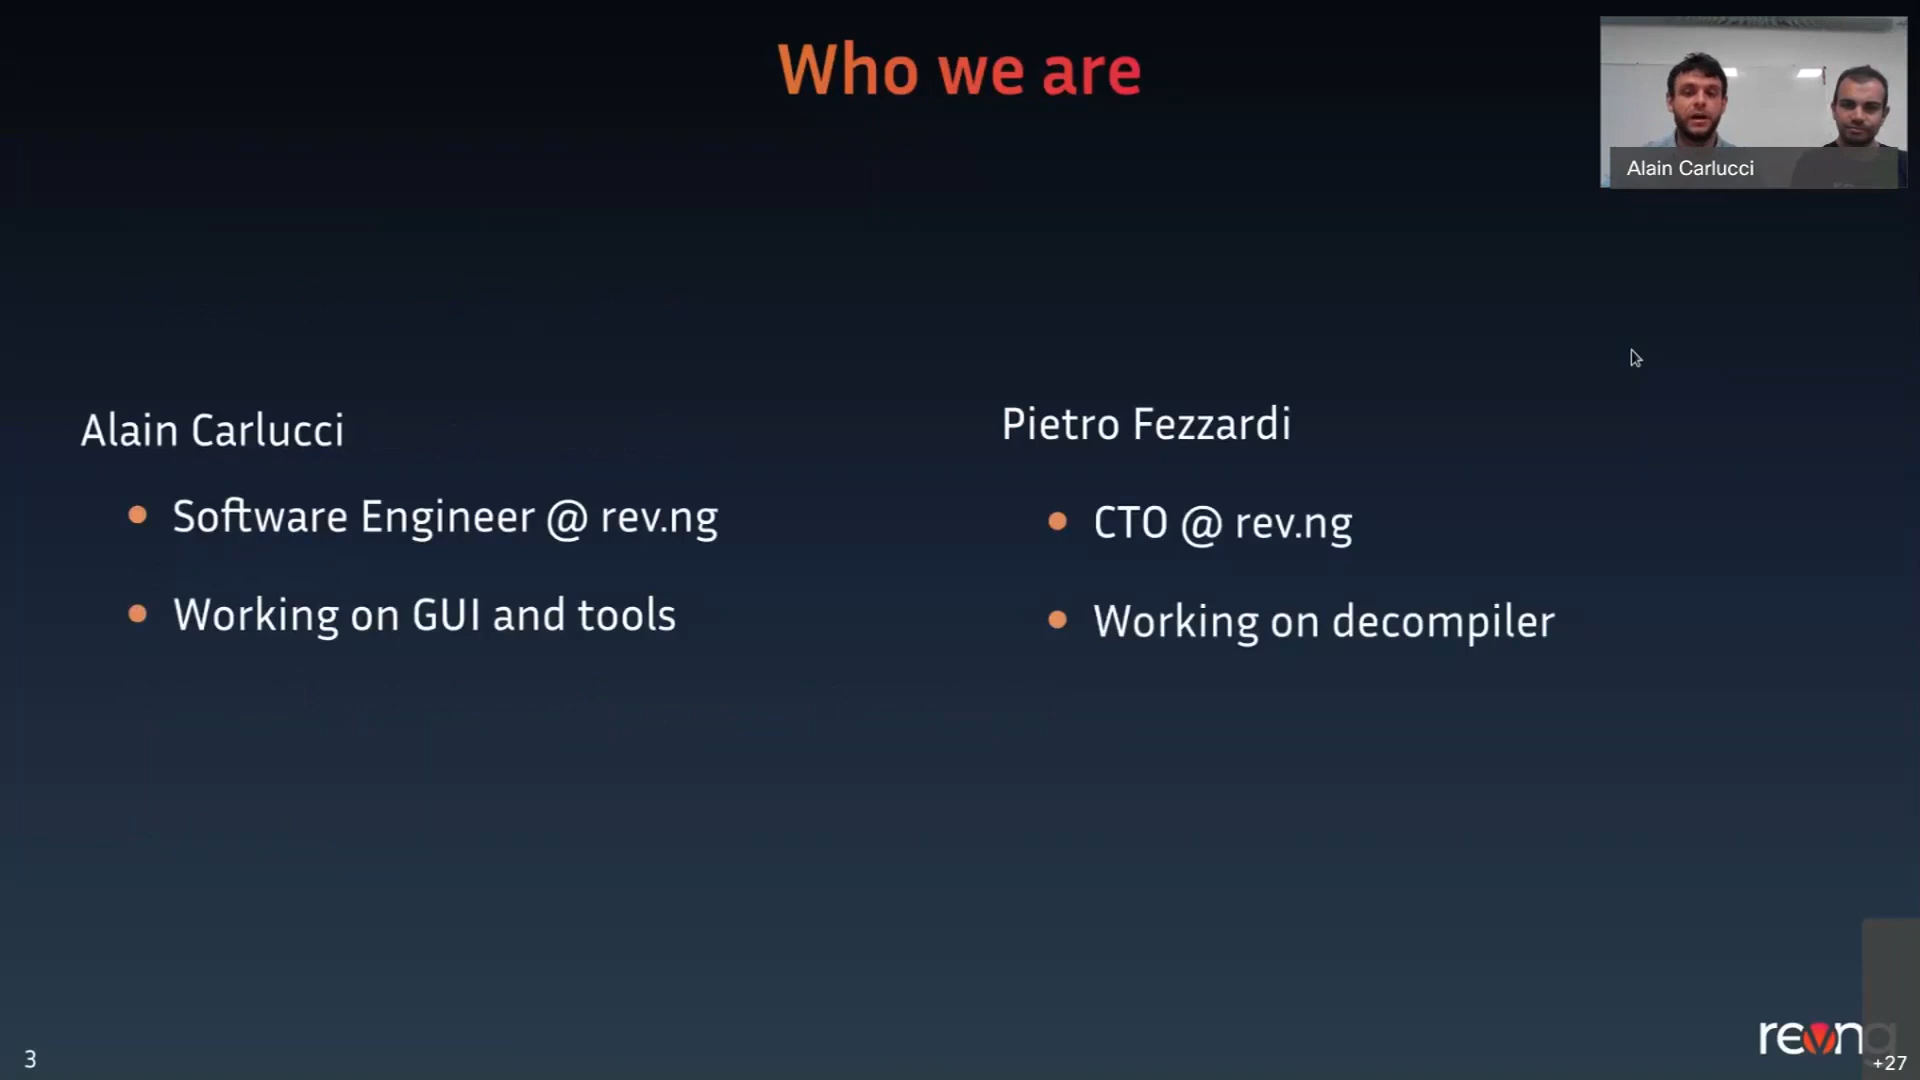 Who we are
Alain Carlucci
Alain Carlucci
Software Engineer @ rev.ng
Working on GUI and tools
Pietro Fezzardi
CTO @ rev.ng
Working on decompiler
3
revng
+27